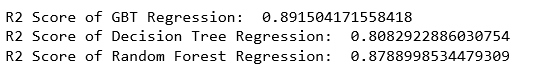 R2 Score of GBT Regression:  0.891504171558418
R2 Score of Decision Tree Regression:  0.8082922886030754
R2 Score of Random Forest Regression:  0.8788998534479309